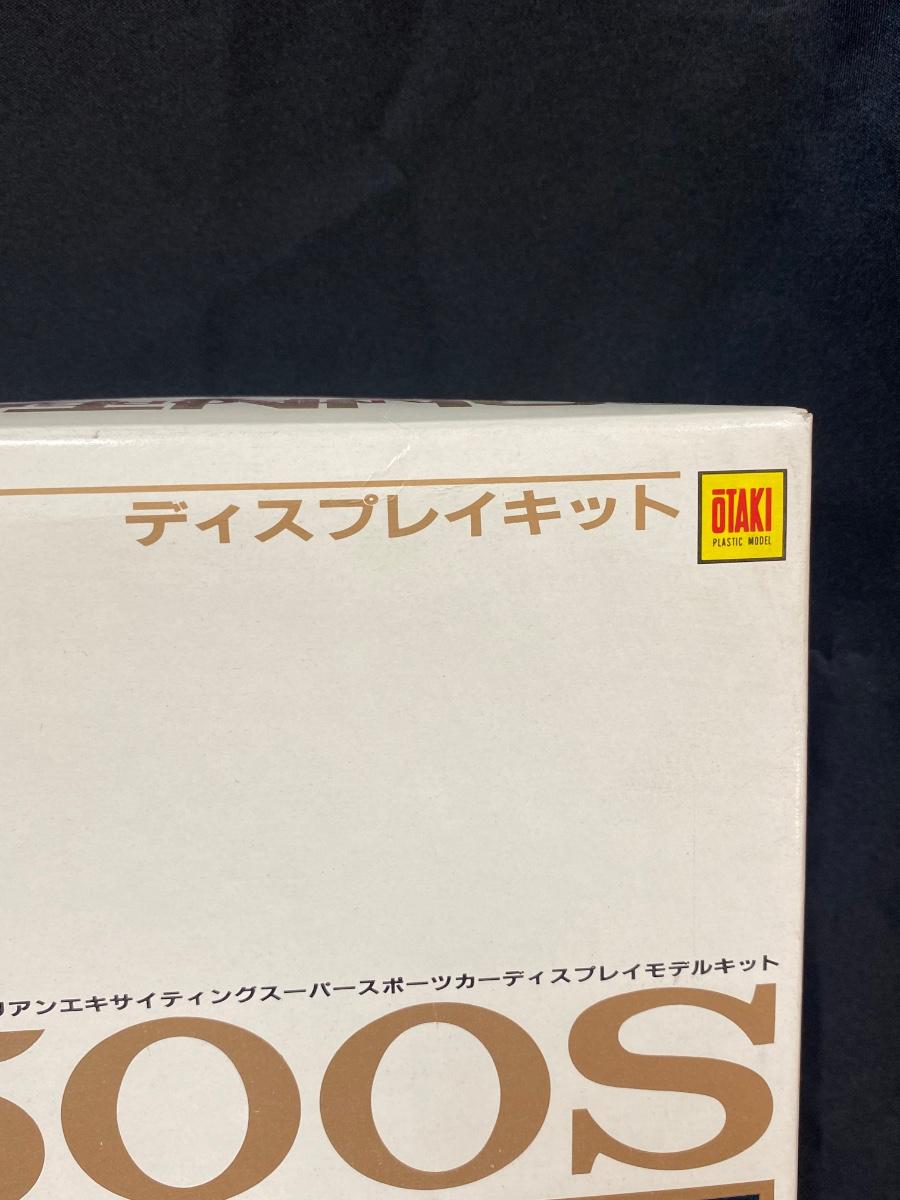 ディスプレイキット
ŌTAKI
PLASTIC MODEL
リアンエキサイティングスーパースポーツカーディスプレイモデルキット
500S